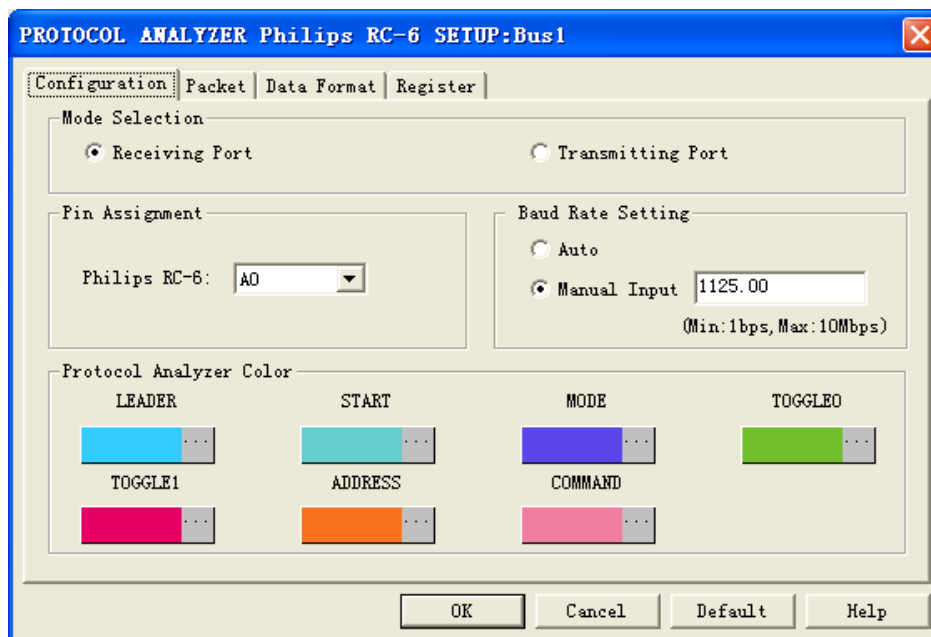 PROTOCOL ANALYZER Philips RC-6 SETUP:Bus1
Configuration Packet Data Format Register
Mode Selection
Receiving Port Transmitting Port
Pin Assignment Baud Rate Setting
Auto
Philips RC-6: A0
Manual Input 1125.00
(Min:1bps,Max:10Mbps)
Protocol Analyzer Color
LEADER START MODE TOGGLE0
... ... ... ...
TOGGLE1 ADDRESS COMMAND
... ... ...
OK Cancel Default Help